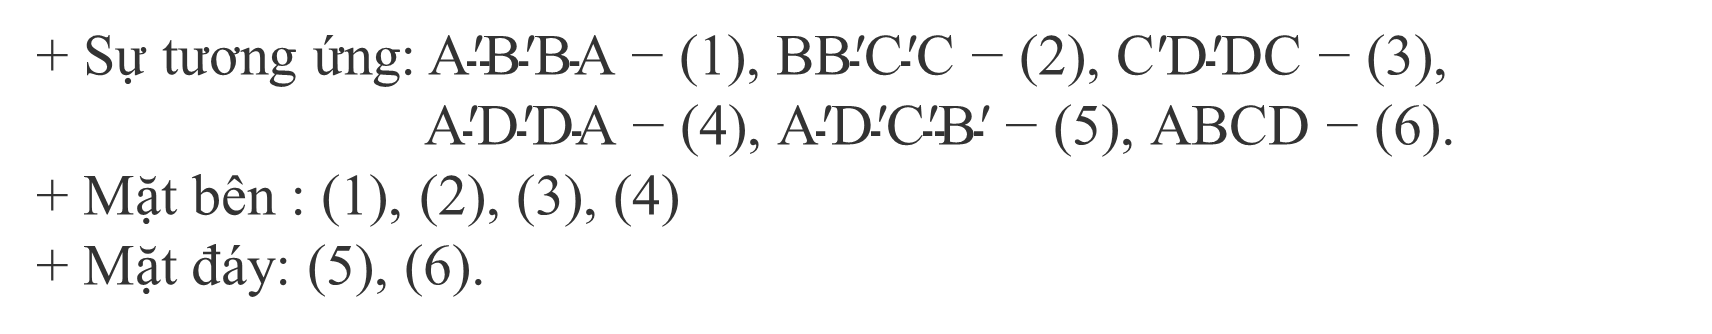 + Sự tương ứng: A′B′BA − (1), BB′C′C − (2), C′D′DC − (3),
A′D′DA − (4), A′D′C′B′ − (5), ABCD − (6).
+ Mặt bên : (1), (2), (3), (4)
+ Mặt đáy: (5), (6).